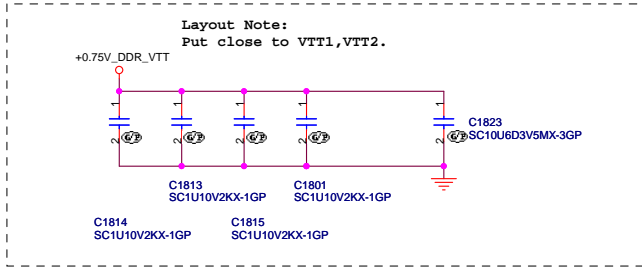 Layout Note:
Put close to VTT1,VTT2.
+0.75V_DDR_VTT
1
1
1
1
1
2
2
2
2
2
G/P
G/P
G/P
G/P
G/P
C1823
SC10U6D3V5MX-3GP
C1813
SC1U10V2KX-1GP
C1801
SC1U10V2KX-1GP
C1814
SC1U10V2KX-1GP
C1815
SC1U10V2KX-1GP